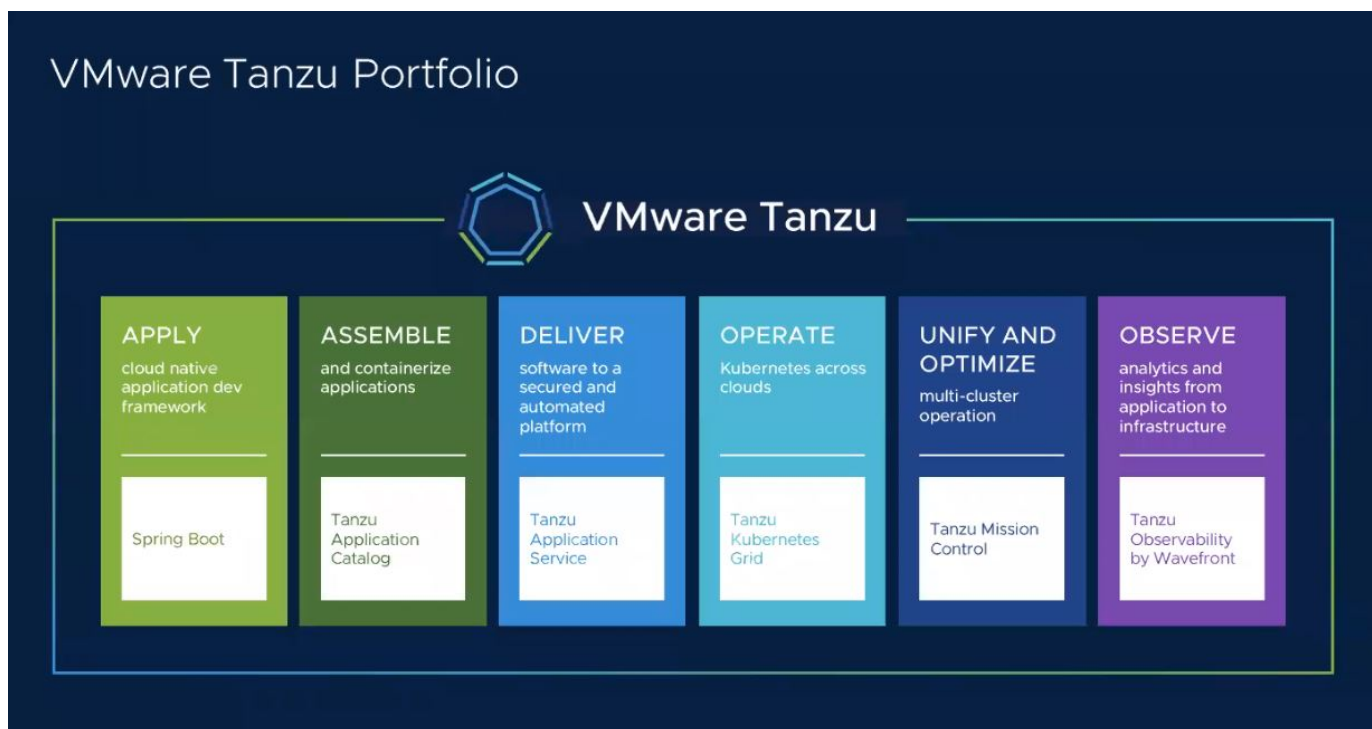 VMware Tanzu Portfolio
VMware Tanzu
APPLY
cloud native
application dev
framework
Spring Boot
ASSEMBLE
and containerize
applications
Tanzu
Application
Catalog
DELIVER
software to a
secured and
automated
platform
Tanzu
Application
Service
OPERATE
Kubernetes across
clouds
Tanzu
Kubernetes
Grid
UNIFY AND
OPTIMIZE
multi-cluster
operation
Tanzu Mission
Control
OBSERVE
analytics and
insights from
application to
infrastructure
Tanzu
Observability
by Wavefront